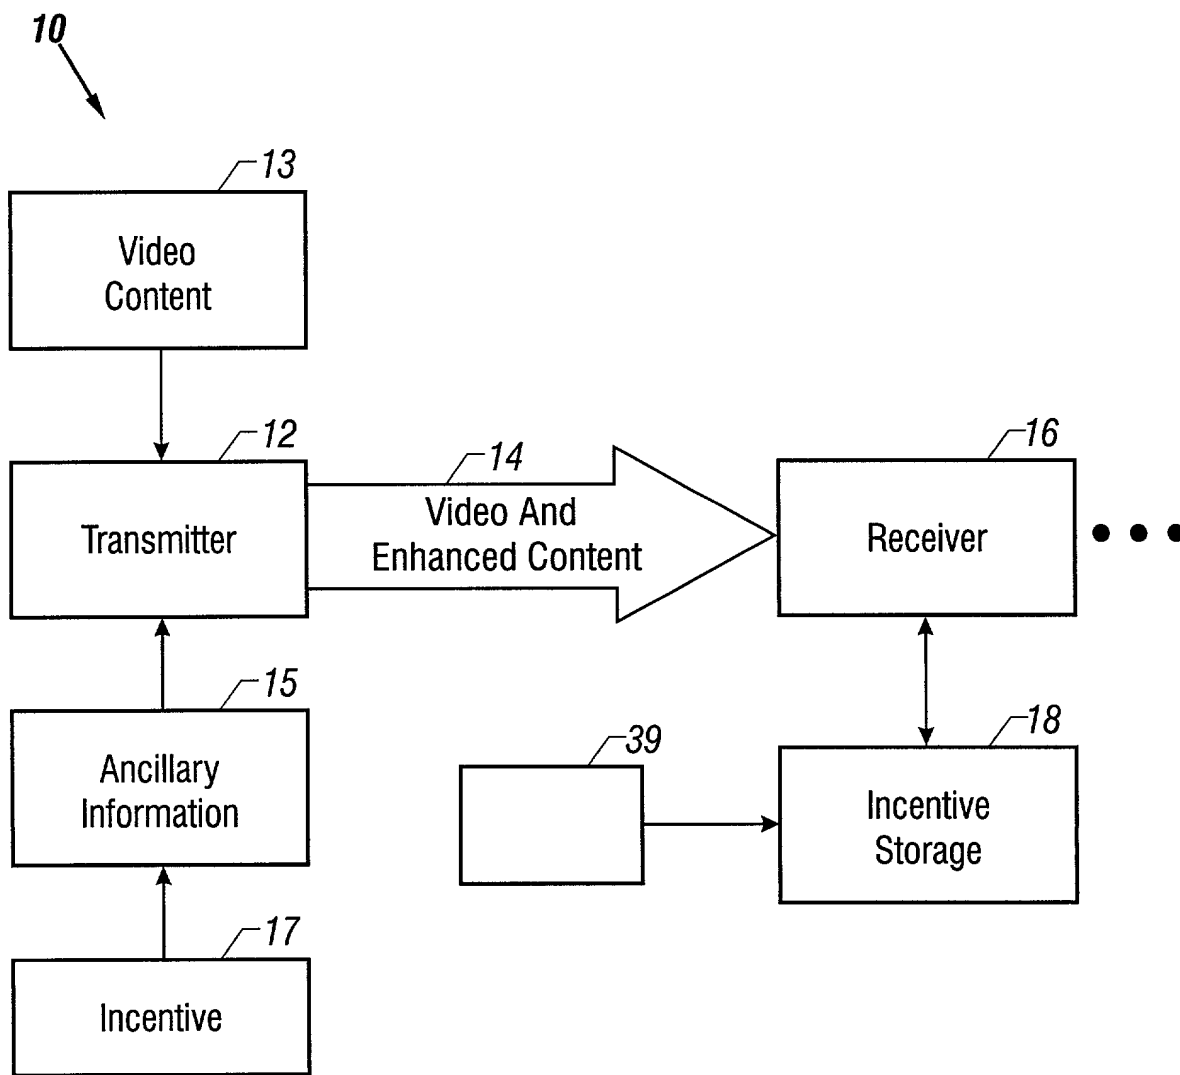 10
13
Video
Content
12
Transmitter
14
Video And
Enhanced Content
16
Receiver
15
Ancillary
Information
39
18
Incentive
Storage
17
Incentive